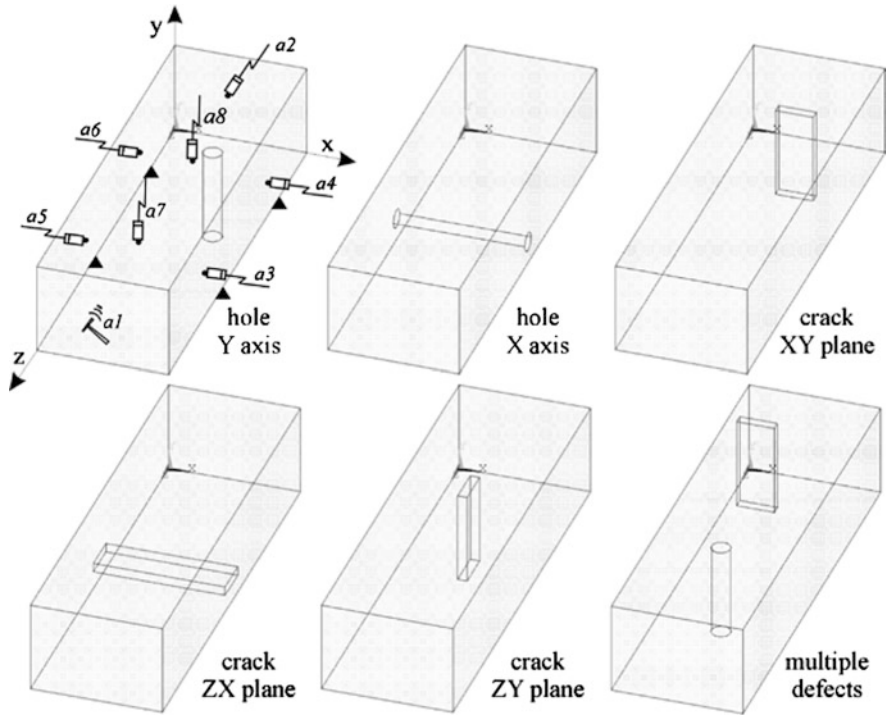 y
a2
a6
a8
x
a4
a7
a5
a3
a1
z
hole
Y axis
X
hole
X axis
X
crack
XY plane
X
crack
ZX plane
X
crack
ZY plane
X
multiple
defects